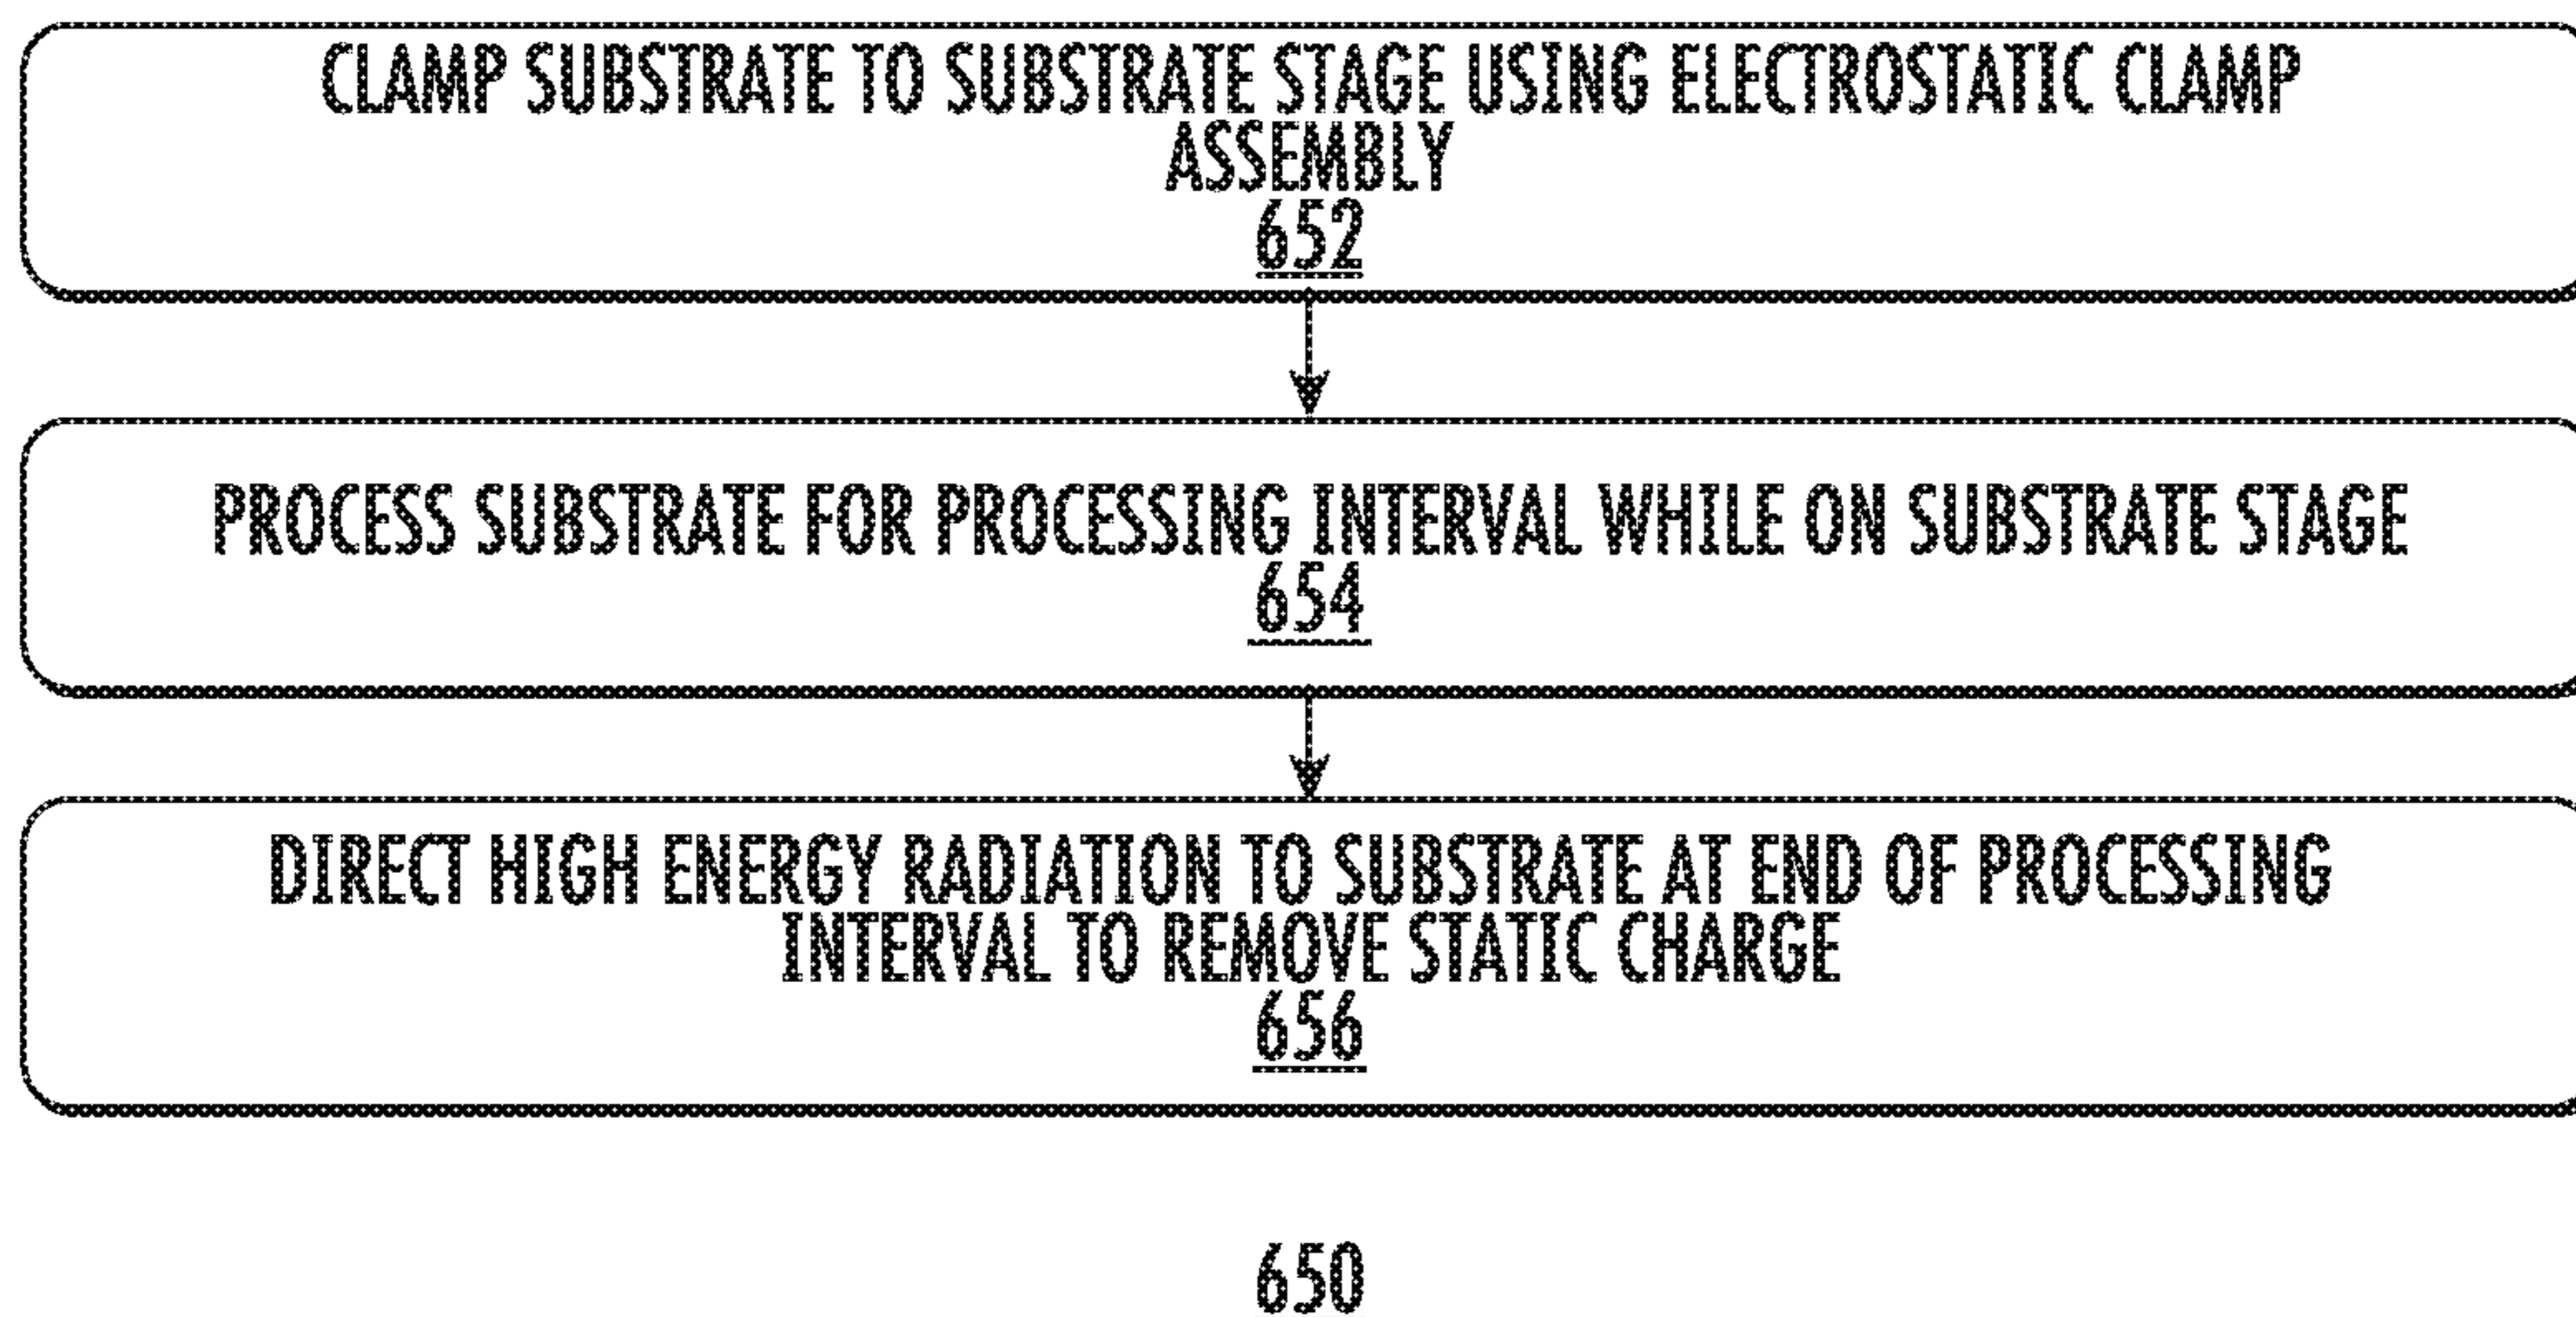 CLAMP SUBSTRATE TO SUBSTRATE STAGE USING ELECTROSTATIC CLAMP
ASSEMBLY
652
PROCESS SUBSTRATE FOR PROCESSING INTERVAL WHILE ON SUBSTRATE STAGE
654
DIRECT HIGH ENERGY RADIATION TO SUBSTRATE AT END OF PROCESSING
INTERVAL TO REMOVE STATIC CHARGE
656
650